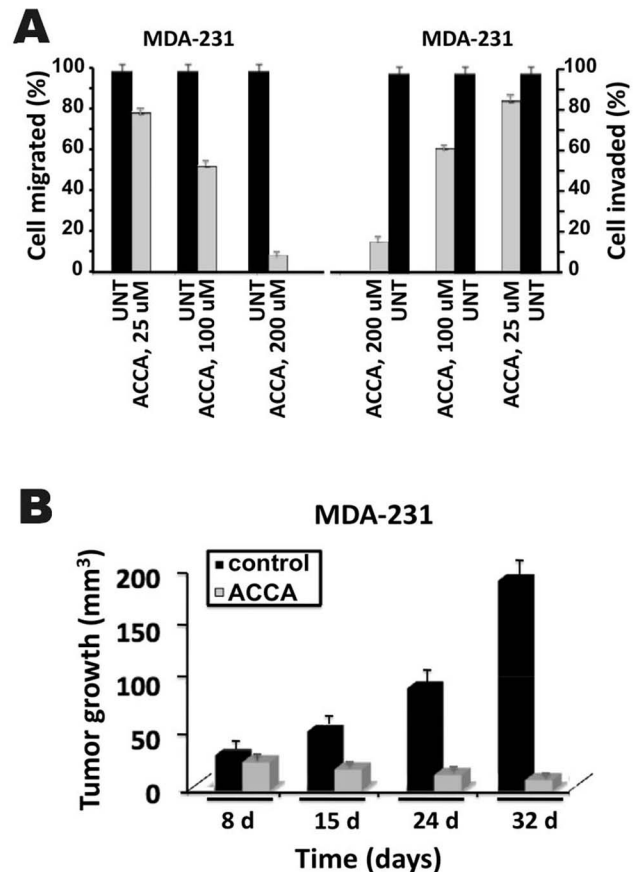 A
MDA-231
MDA-231
Cell migrated (%)
100
80
60
40
20
0
UNT
ACCA, 25 uM
UNT
ACCA, 100 uM
UNT
ACCA, 200 uM
ACCA, 200 uM
UNT
ACCA, 100 uM
UNT
ACCA, 25 uM
UNT
100
80
60
40
20
0
Cell invaded (%)
B
MDA-231
control
ACCA
Tumor growth (mm³)
200
150
100
50
0
8 d
15 d
24 d
32 d
Time (days)